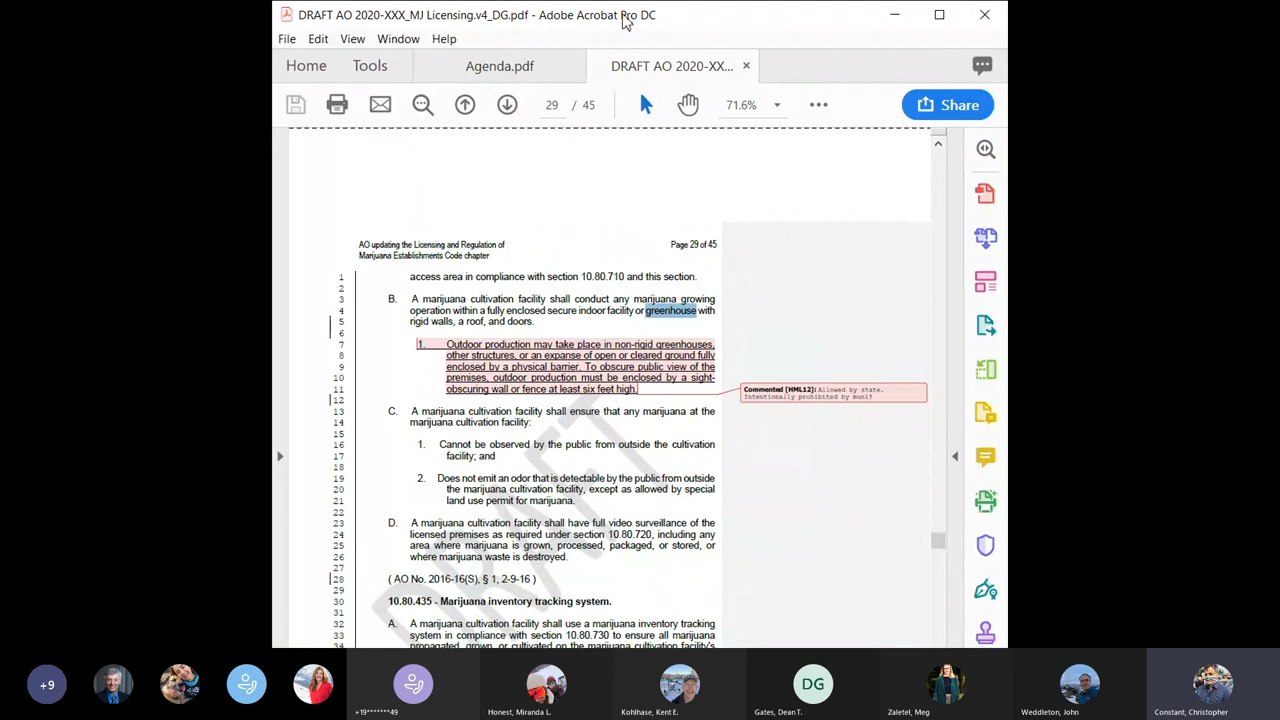 DRAFT AO 2020-XXX_MJ Licensing.v4_DG.pdf - Adobe Acrobat Pro DC
File Edit View Window Help
Home Tools Agenda.pdf DRAFT AO 2020-XX... ×
29 / 45 71.6% Share
AO updating the Licensing and Regulation of Page 29 of 45
Marijuana Establishments Code chapter
1 access area in compliance with section 10.80.710 and this section.
2
3 B. A marijuana cultivation facility shall conduct any marijuana growing
4 operation within a fully enclosed secure indoor facility or greenhouse with
5 rigid walls, a roof, and doors.
6
7 1. Outdoor production may take place in non-rigid greenhouses,
8 other structures, or an expanse of open or cleared ground fully
9 enclosed by a physical barrier. To obscure public view of the
10 premises, outdoor production must be enclosed by a sight-
11 obscuring wall or fence at least six feet high.
Commented [HML12]: Allowed by state.
Intentionally prohibited by muni?
12
13 C. A marijuana cultivation facility shall ensure that any marijuana at the
14 marijuana cultivation facility:
15
16 1. Cannot be observed by the public from outside the cultivation
17 facility; and
18
19 2. Does not emit an odor that is detectable by the public from outside
20 the marijuana cultivation facility, except as allowed by special
21 land use permit for marijuana.
22
23 D. A marijuana cultivation facility shall have full video surveillance of the
24 licensed premises as required under section 10.80.720, including any
25 area where marijuana is grown, processed, packaged, or stored, or
26 where marijuana waste is destroyed.
27
28 ( AO No. 2016-16(S), § 1, 2-9-16 )
29
30 10.80.435 - Marijuana inventory tracking system.
31
32 A. A marijuana cultivation facility shall use a marijuana inventory tracking
33 system in compliance with section 10.80.730 to ensure all marijuana
34 propagated, grown, or cultivated on the marijuana cultivation facility's
DRAFT
+9 DG
+19*******49 Honest, Miranda L. Kohlhase, Kent E. Gates, Dean T. Zaletel, Meg Weddleton, John Constant, Christopher